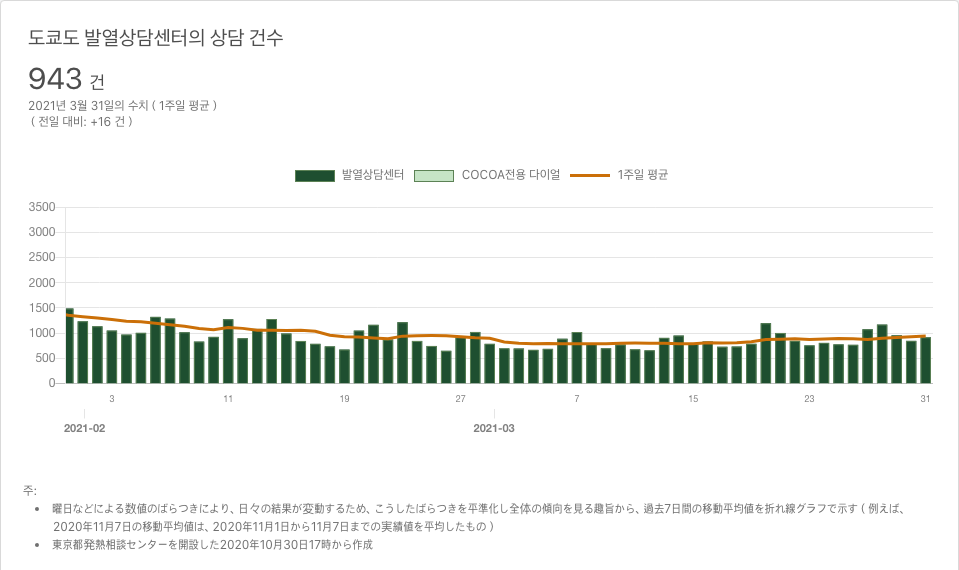 도쿄도 발열상담센터의 상담 건수
943 건
2021년 3월 31일의 수치 ( 1주일 평균 )
( 전일 대비: +16 건 )
발열상담센터 COCOA전용 다이얼 1주일 평균
3500
3000
2500
2000
1500
1000
500
0
3 11 19 27 7 15 23 31
2021-02 2021-03
주:
• 曜日などによる数値のばらつきにより、日々の結果が変動するため、こうしたばらつきを平準化し全体の傾向を見る趣旨から、過去7日間の移動平均値を折れ線グラフで示す ( 例えば、
2020年11月7日の移動平均値は、2020年11月1日から11月7日までの実績値を平均したもの )
• 東京都発熱相談センターを開設した2020年10月30日17時から作成